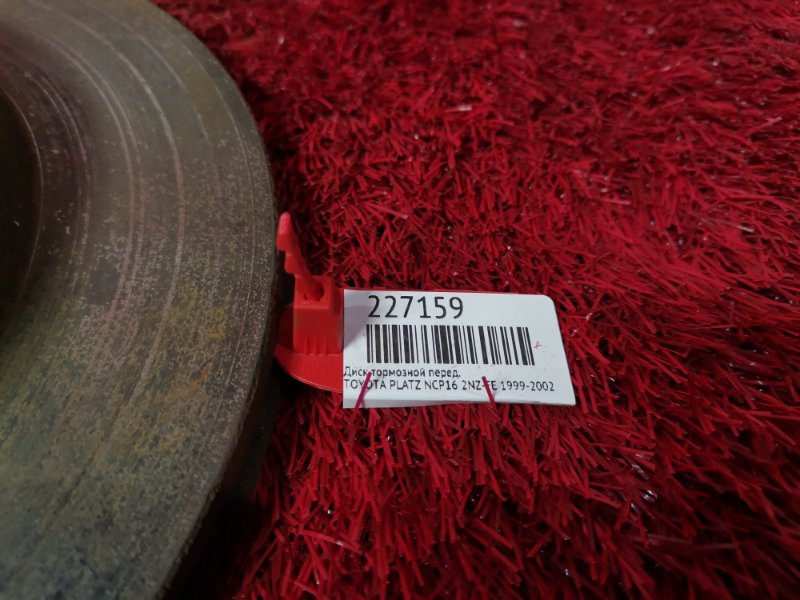 227159
Диск тормозной перед.
TOYOTA PLATZ NCP16 2NZ-FE 1999-2002